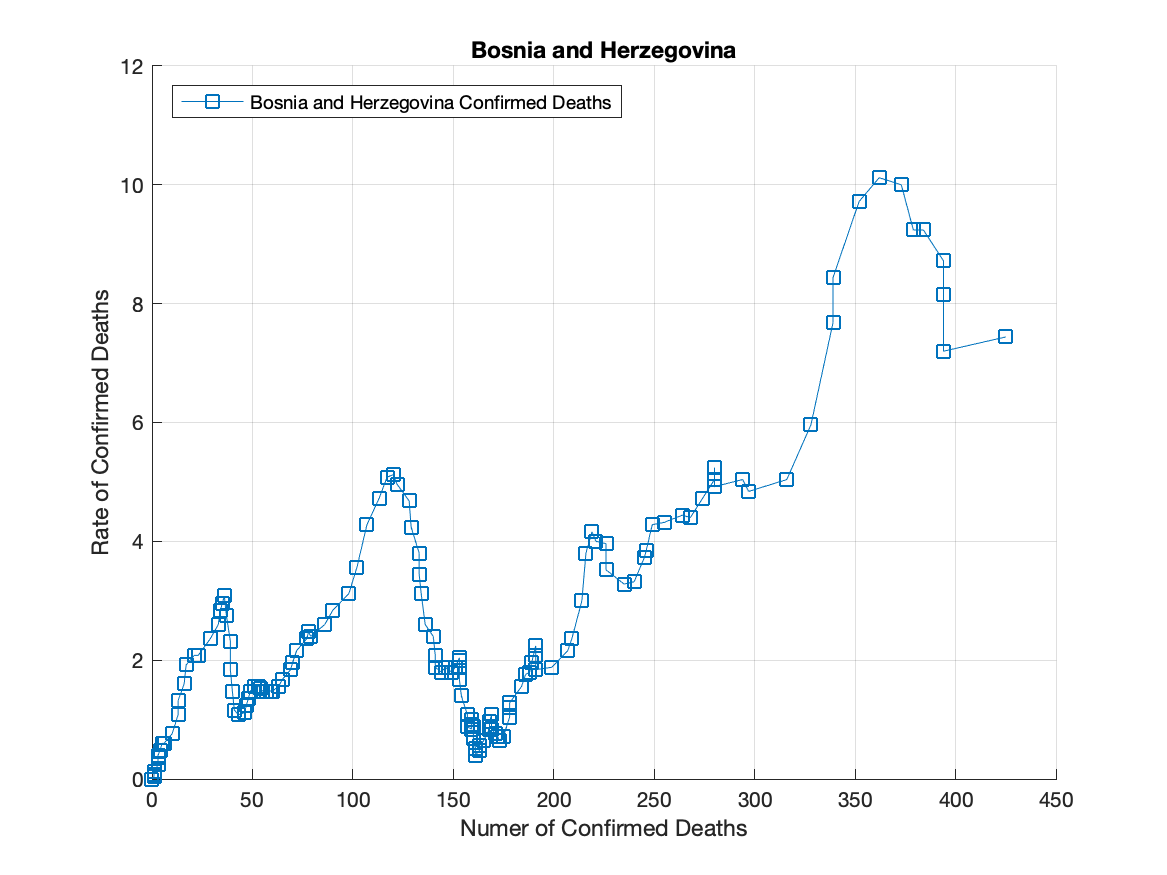 Bosnia and Herzegovina
Bosnia and Herzegovina Confirmed Deaths
Rate of Confirmed Deaths
12
10
8
6
4
2
0
0 50 100 150 200 250 300 350 400 450
Numer of Confirmed Deaths